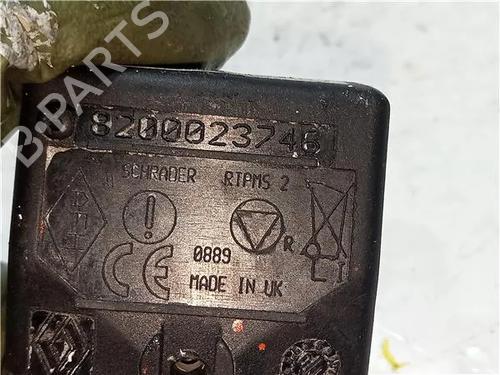 8200023746
SCHRADER RTPMS 2
R
0889
CE MADE IN UK
L I
B-PARTS